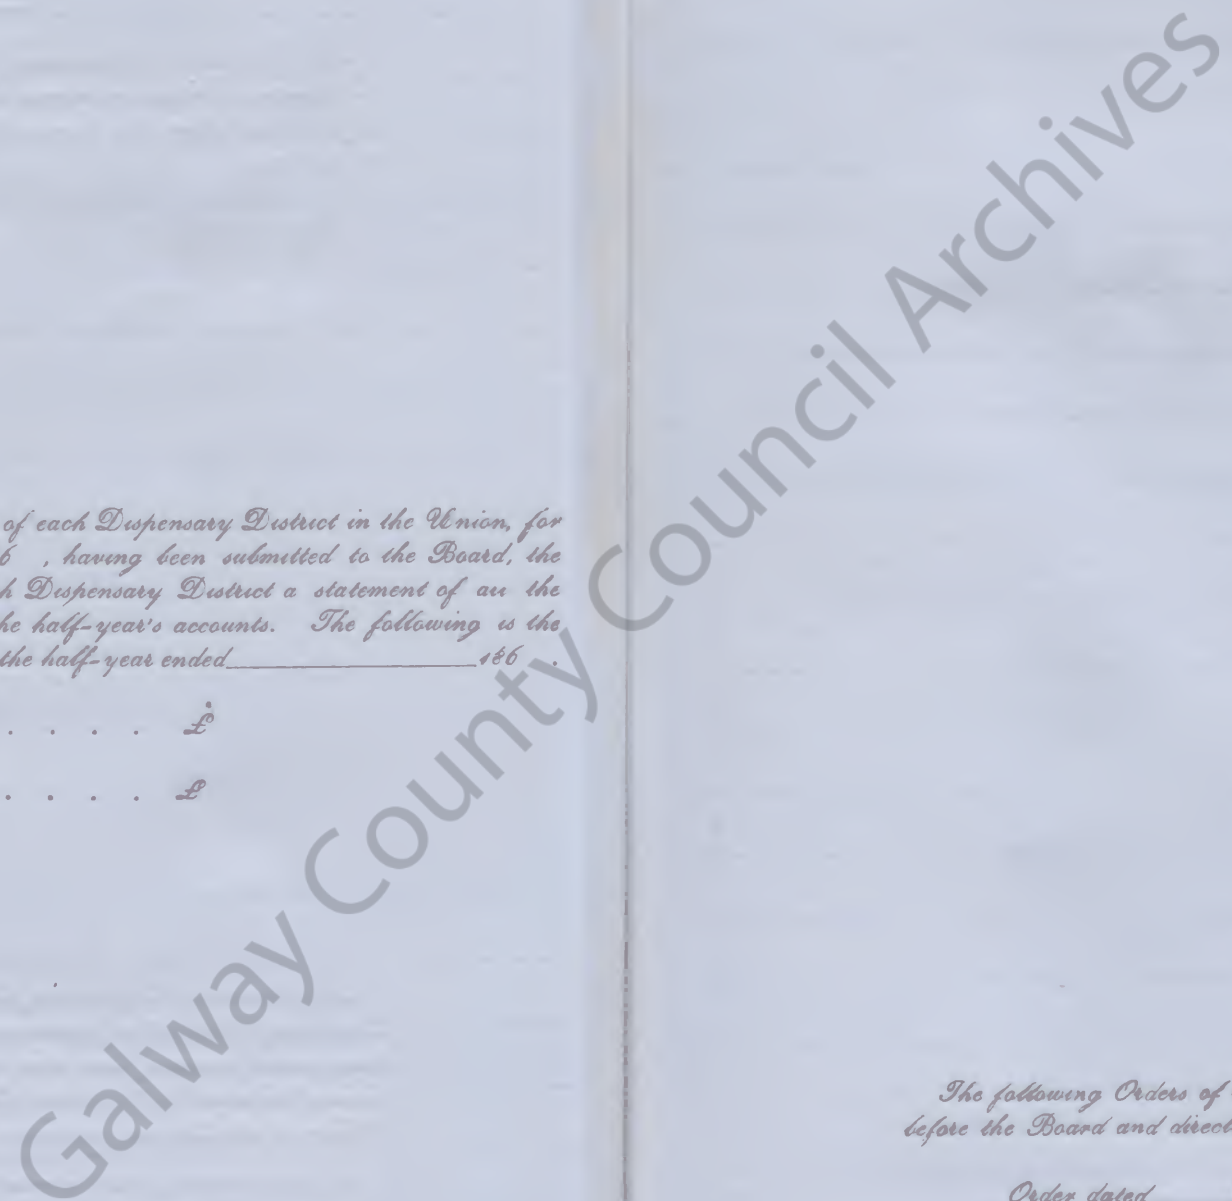 of each Dispensary District in the Union, for
6 , having been submitted to the Board, the
h Dispensary District a statement of all the
he half-year's accounts. The following is the
the half-year ended 186 .
. . . . £
. . . . £
The following Orders of
before the Board and direct
Order dated
Galway County Council Archives